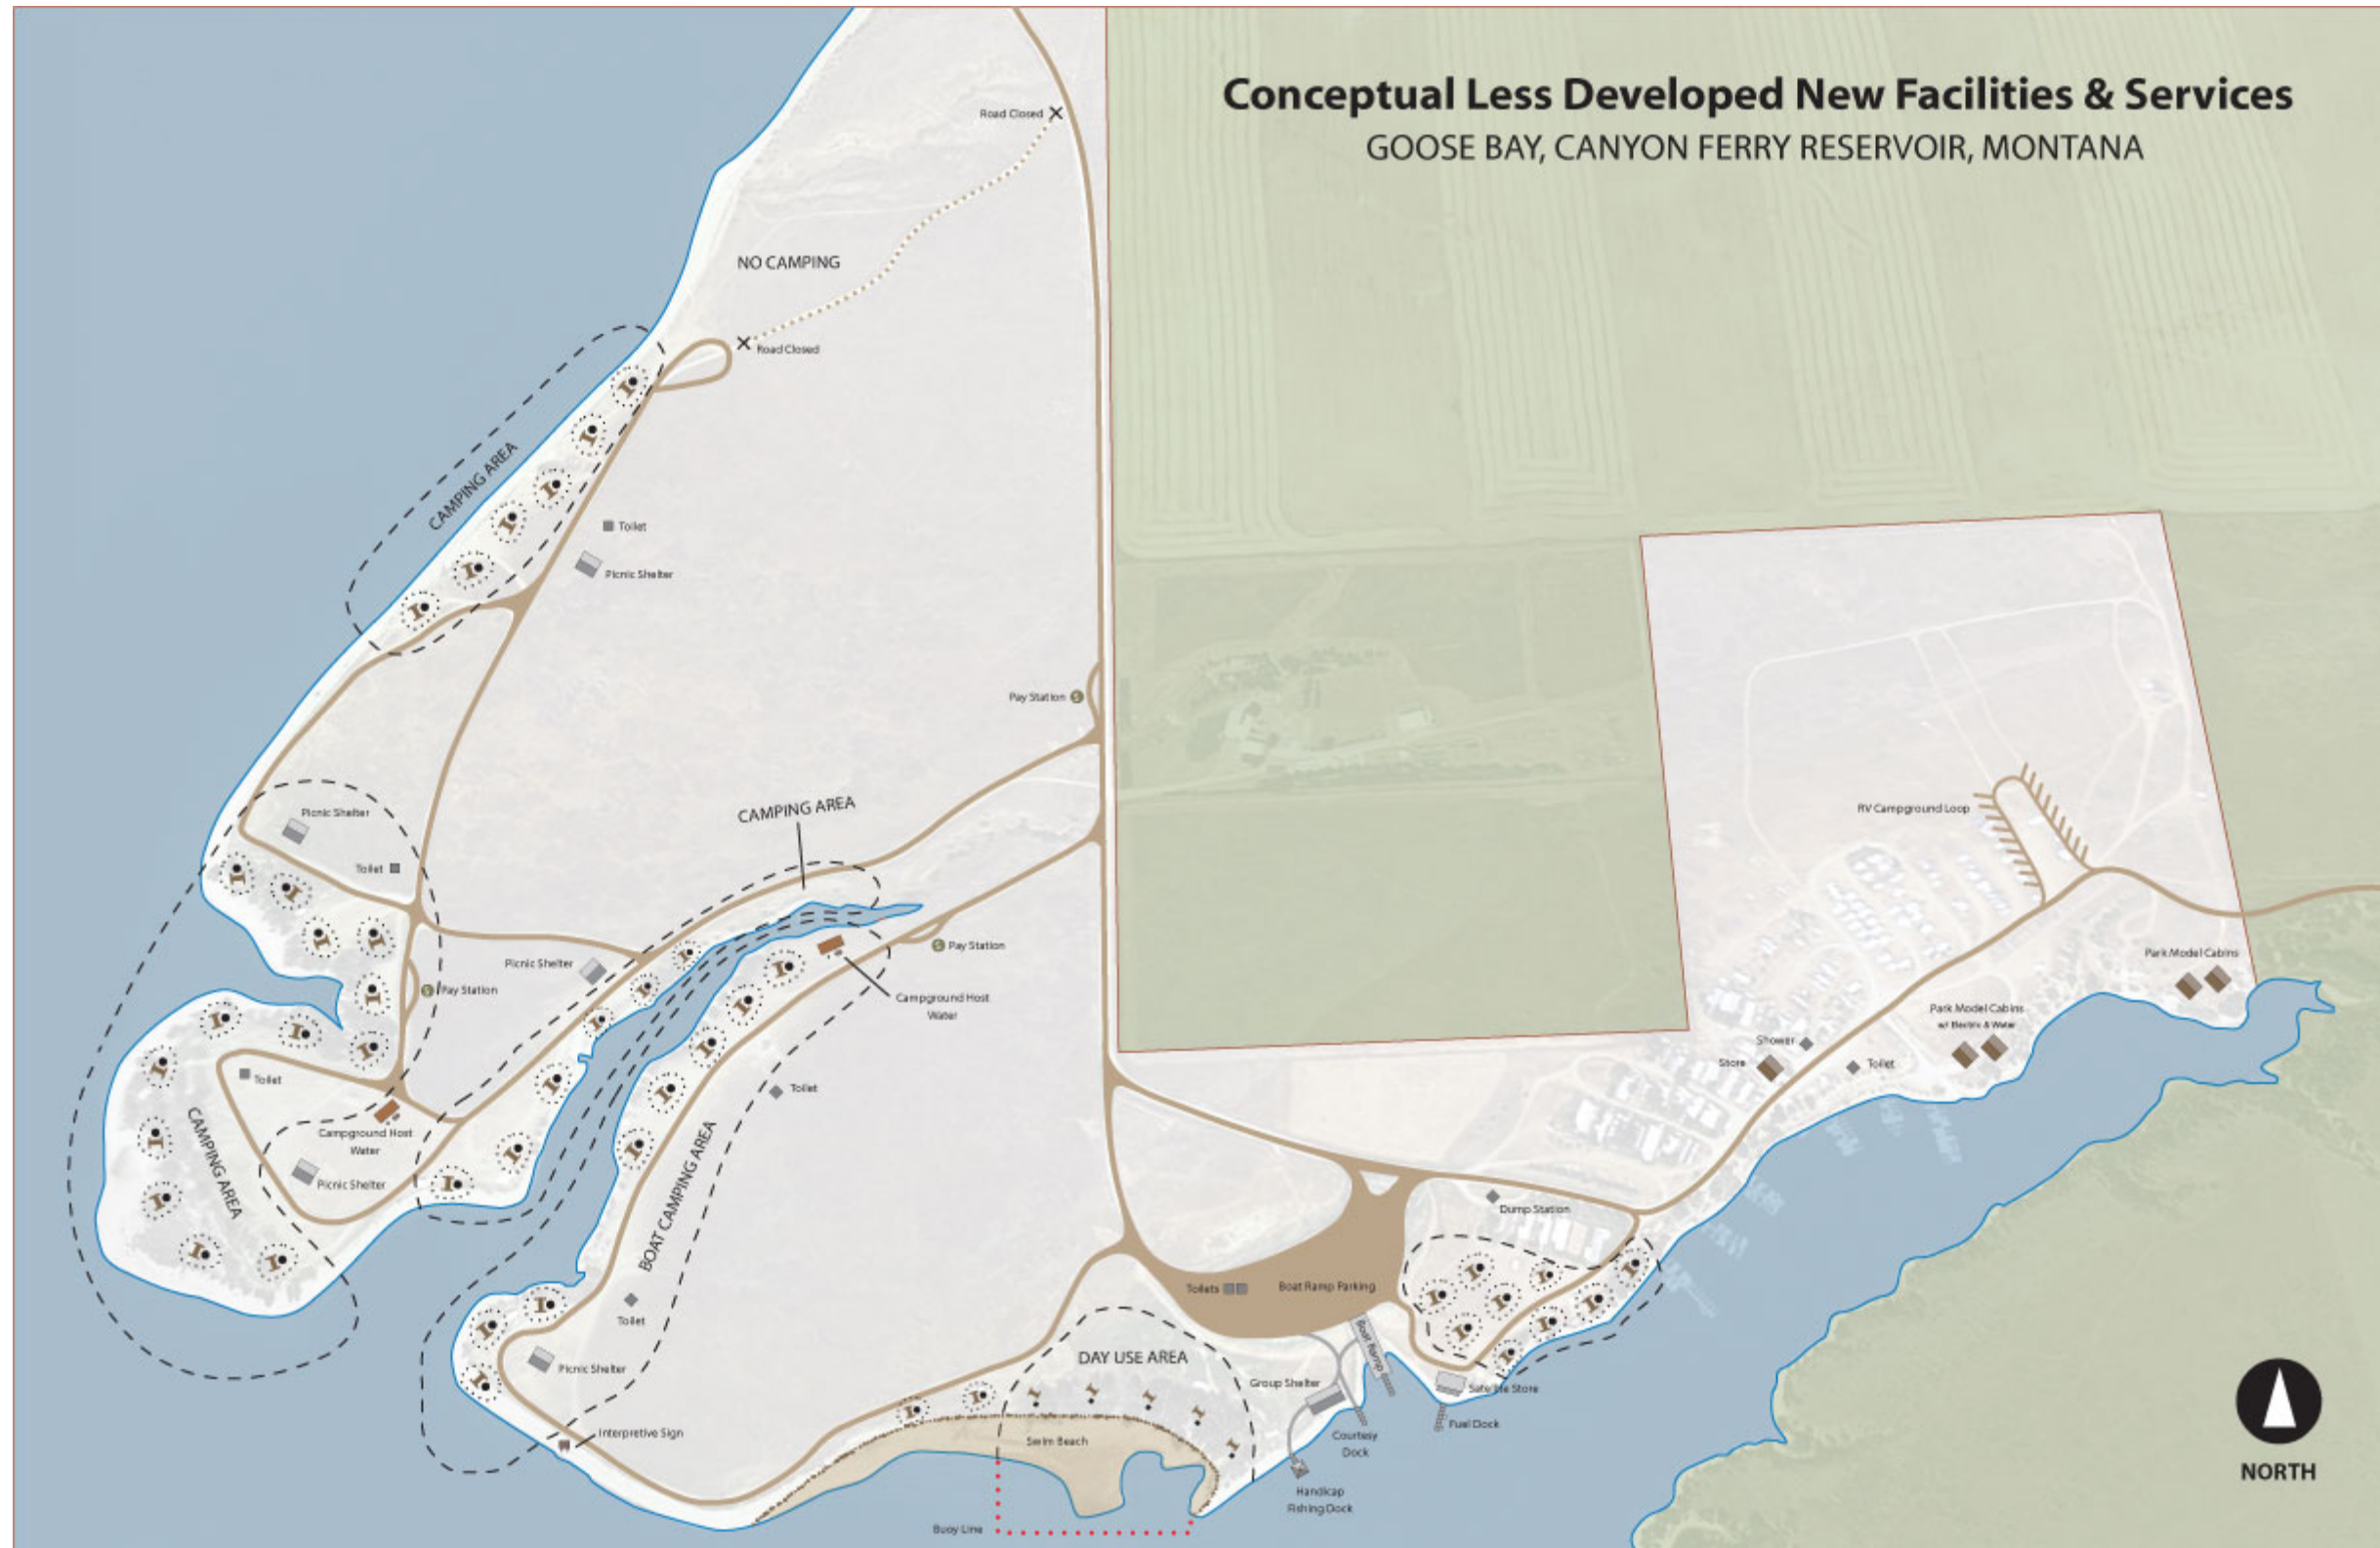 Conceptual Less Developed New Facilities & Services
GOOSE BAY, CANYON FERRY RESERVOIR, MONTANA
Road Closed
NO CAMPING
Road Closed
CAMPING AREA
Toilet
Picnic Shelter
Pay Station
Picnic Shelter
Toilet
CAMPING AREA
RV Campground Loop
Picnic Shelter
Pay Station
Pay Station
Campground Host
Water
Park Model Cabins
Park Model Cabins
w/ Electric & Water
Shower
Store
Toilet
Toilet
CAMPING AREA
Campground Host
Water
Picnic Shelter
Toilet
BOAT CAMPING AREA
Dump Station
Toilets
Boat Ramp Parking
Toilet
Boat Ramp
Picnic Shelter
DAY USE AREA
Group Shelter
Satellite Store
Fuel Dock
Interpretive Sign
Swim Beach
Courtesy
Dock
Handicap
Fishing Dock
Buoy Line
NORTH